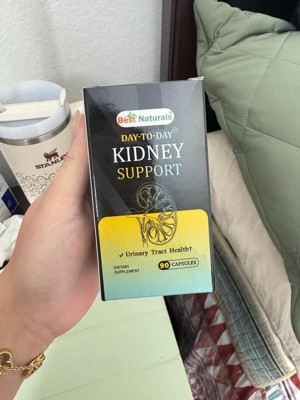 Best Naturals
DAY-TO-DAY
KIDNEY
SUPPORT
✓ Urinary Tract Health†
DIETARY
SUPPLEMENT
90 CAPSULES
STANLEY